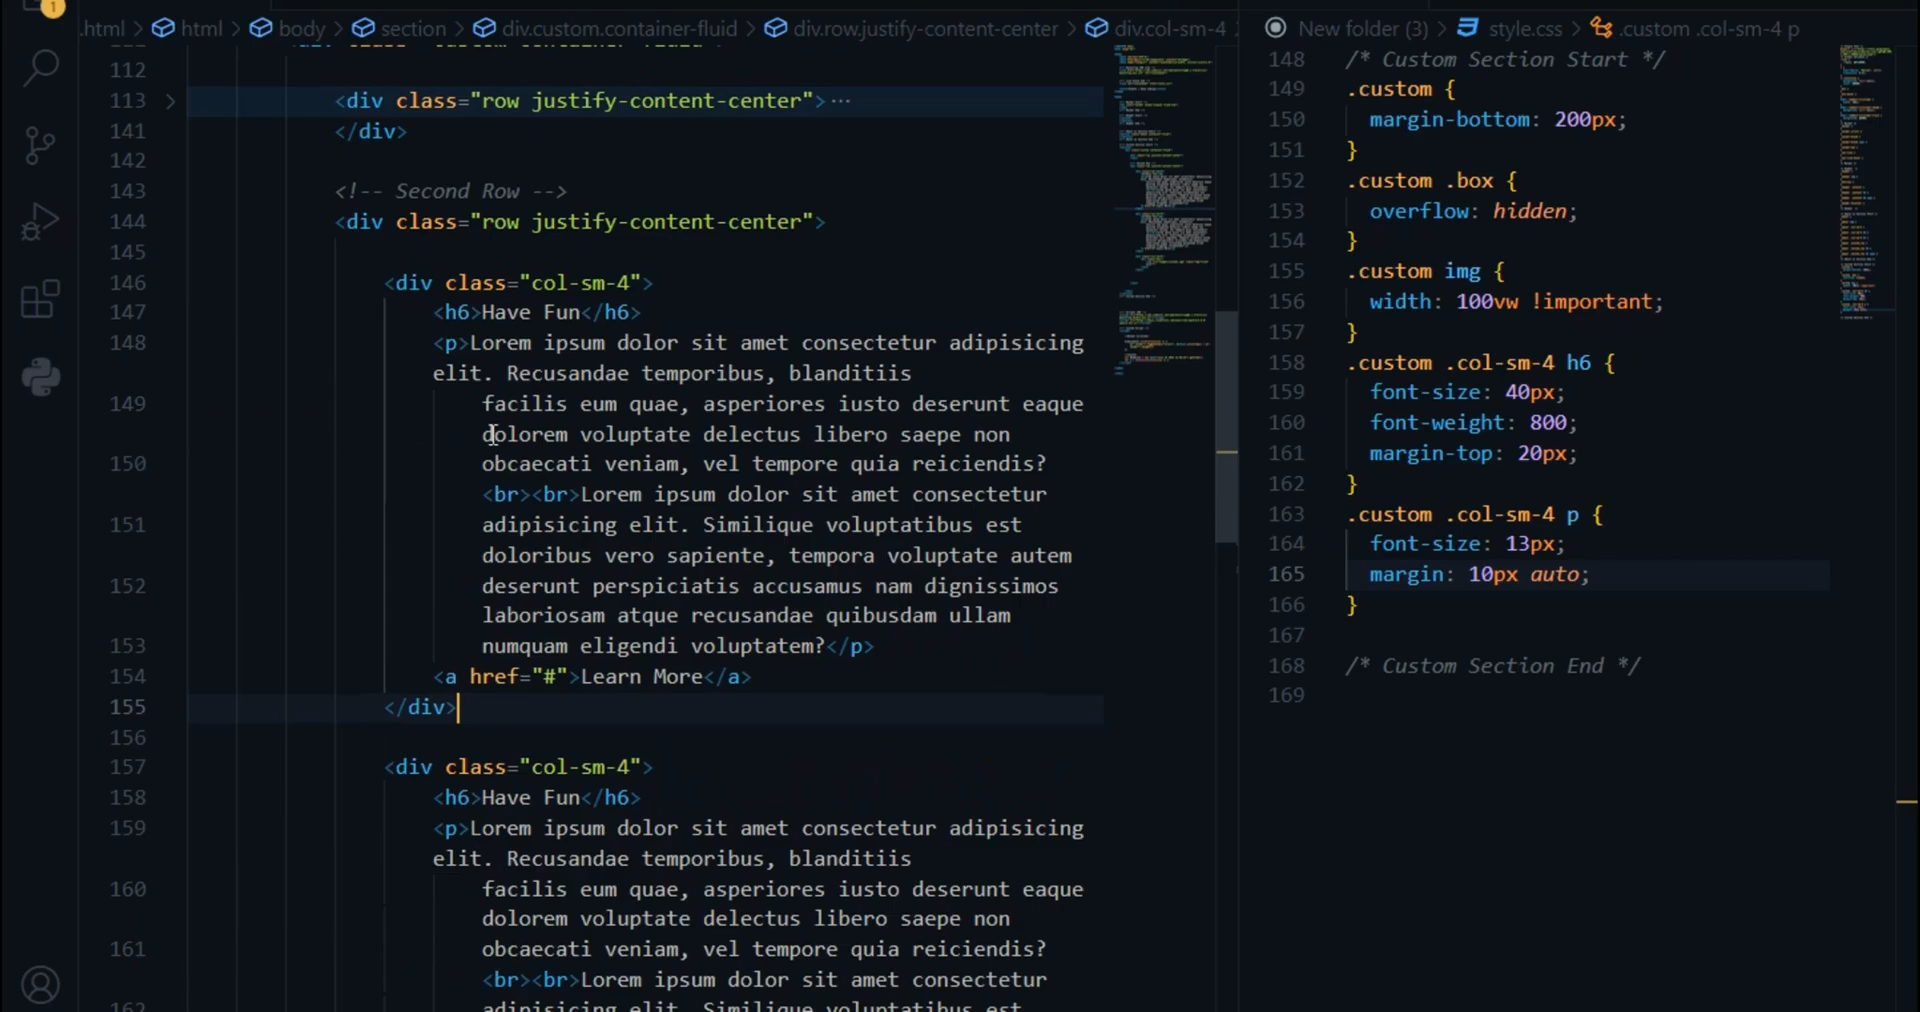 1
.html > html > body > section > div.custom.container-fluid > div.row.justify-content-center > div.col-sm-4
112
113 > <div class="row justify-content-center"> ···
141 </div>
142
143 <!-- Second Row -->
144 <div class="row justify-content-center">
145
146 <div class="col-sm-4">
147 <h6>Have Fun</h6>
148 <p>Lorem ipsum dolor sit amet consectetur adipisicing
elit. Recusandae temporibus, blanditiis
149 facilis eum quae, asperiores iusto deserunt eaque
dolorem voluptate delectus libero saepe non
150 obcaecati veniam, vel tempore quia reiciendis?
<br><br>Lorem ipsum dolor sit amet consectetur
151 adipisicing elit. Similique voluptatibus est
doloribus vero sapiente, tempora voluptate autem
152 deserunt perspiciatis accusamus nam dignissimos
laboriosam atque recusandae quibusdam ullam
153 numquam eligendi voluptatem?</p>
154 <a href="#">Learn More</a>
155 </div>
156
157 <div class="col-sm-4">
158 <h6>Have Fun</h6>
159 <p>Lorem ipsum dolor sit amet consectetur adipisicing
elit. Recusandae temporibus, blanditiis
160 facilis eum quae, asperiores iusto deserunt eaque
dolorem voluptate delectus libero saepe non
161 obcaecati veniam, vel tempore quia reiciendis?
<br><br>Lorem ipsum dolor sit amet consectetur
162 adipisicing elit. Similique voluptatibus est
New folder (3) > style.css > .custom .col-sm-4 p
148 /* Custom Section Start */
149 .custom {
150 margin-bottom: 200px;
151 }
152 .custom .box {
153 overflow: hidden;
154 }
155 .custom img {
156 width: 100vw !important;
157 }
158 .custom .col-sm-4 h6 {
159 font-size: 40px;
160 font-weight: 800;
161 margin-top: 20px;
162 }
163 .custom .col-sm-4 p {
164 font-size: 13px;
165 margin: 10px auto;
166 }
167
168 /* Custom Section End */
169